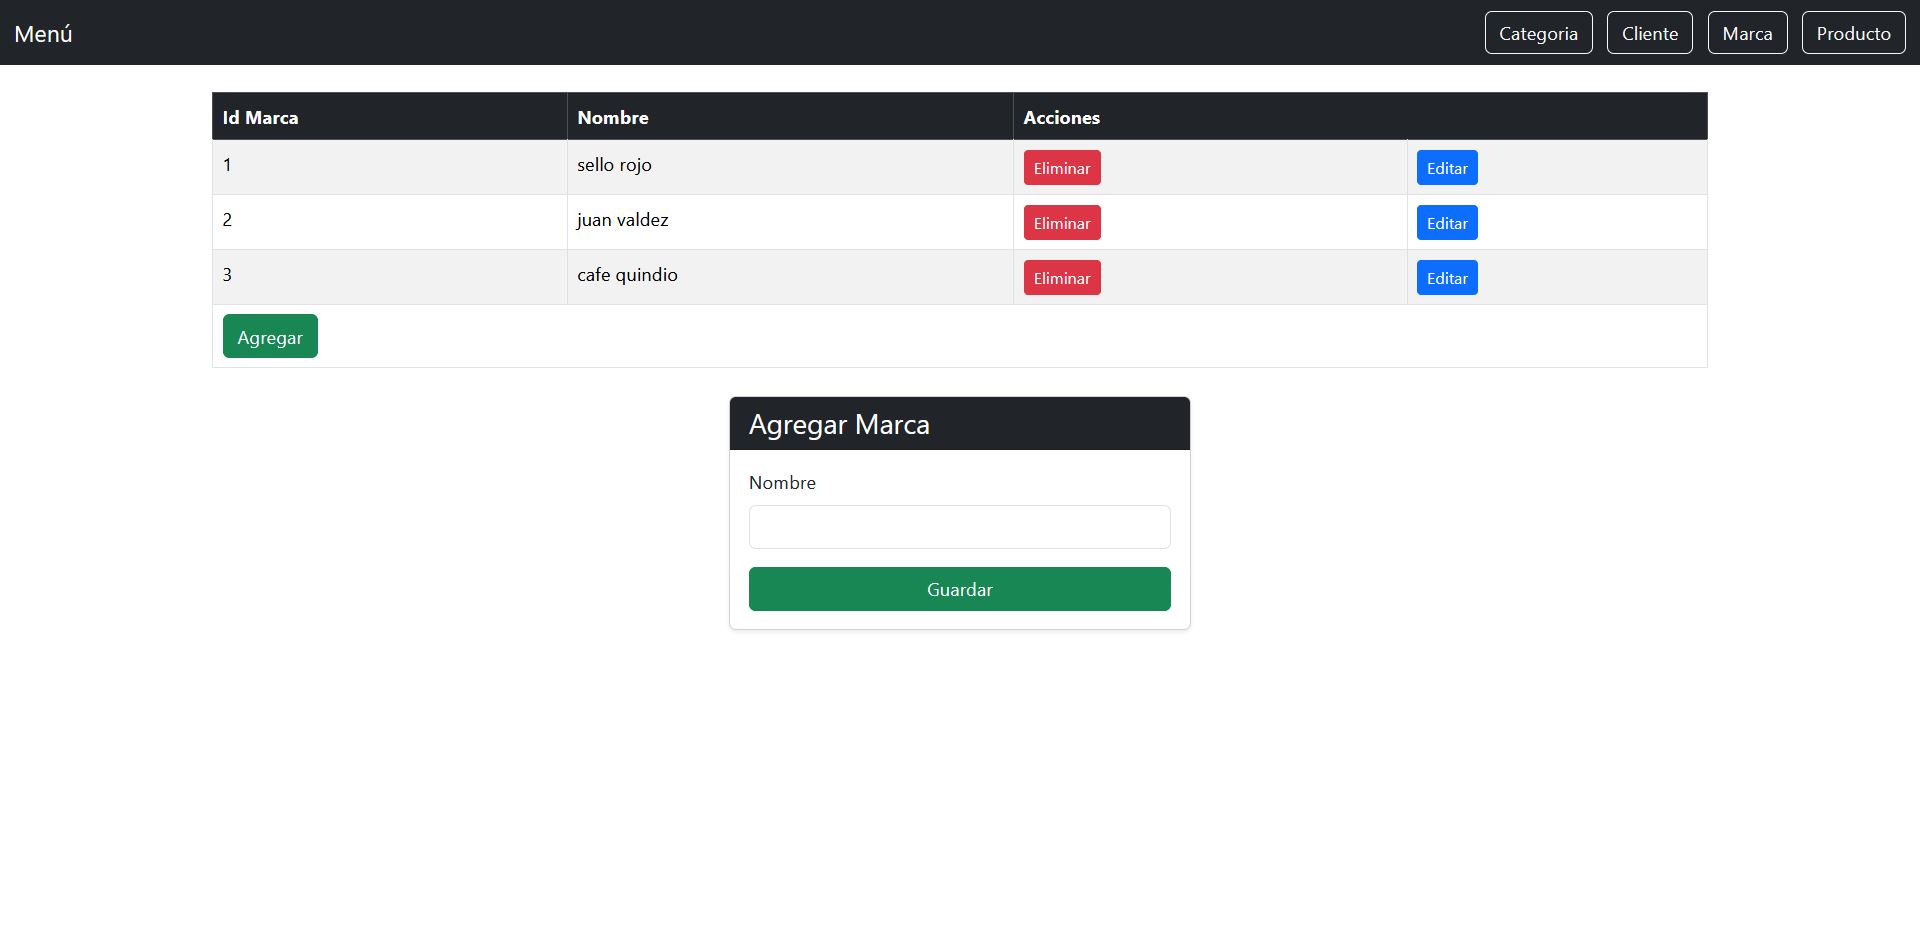 Menú Categoria Cliente Marca Producto
Id Marca Nombre Acciones
1 sello rojo Eliminar Editar
2 juan valdez Eliminar Editar
3 cafe quindio Eliminar Editar
Agregar
Agregar Marca
Nombre
Guardar